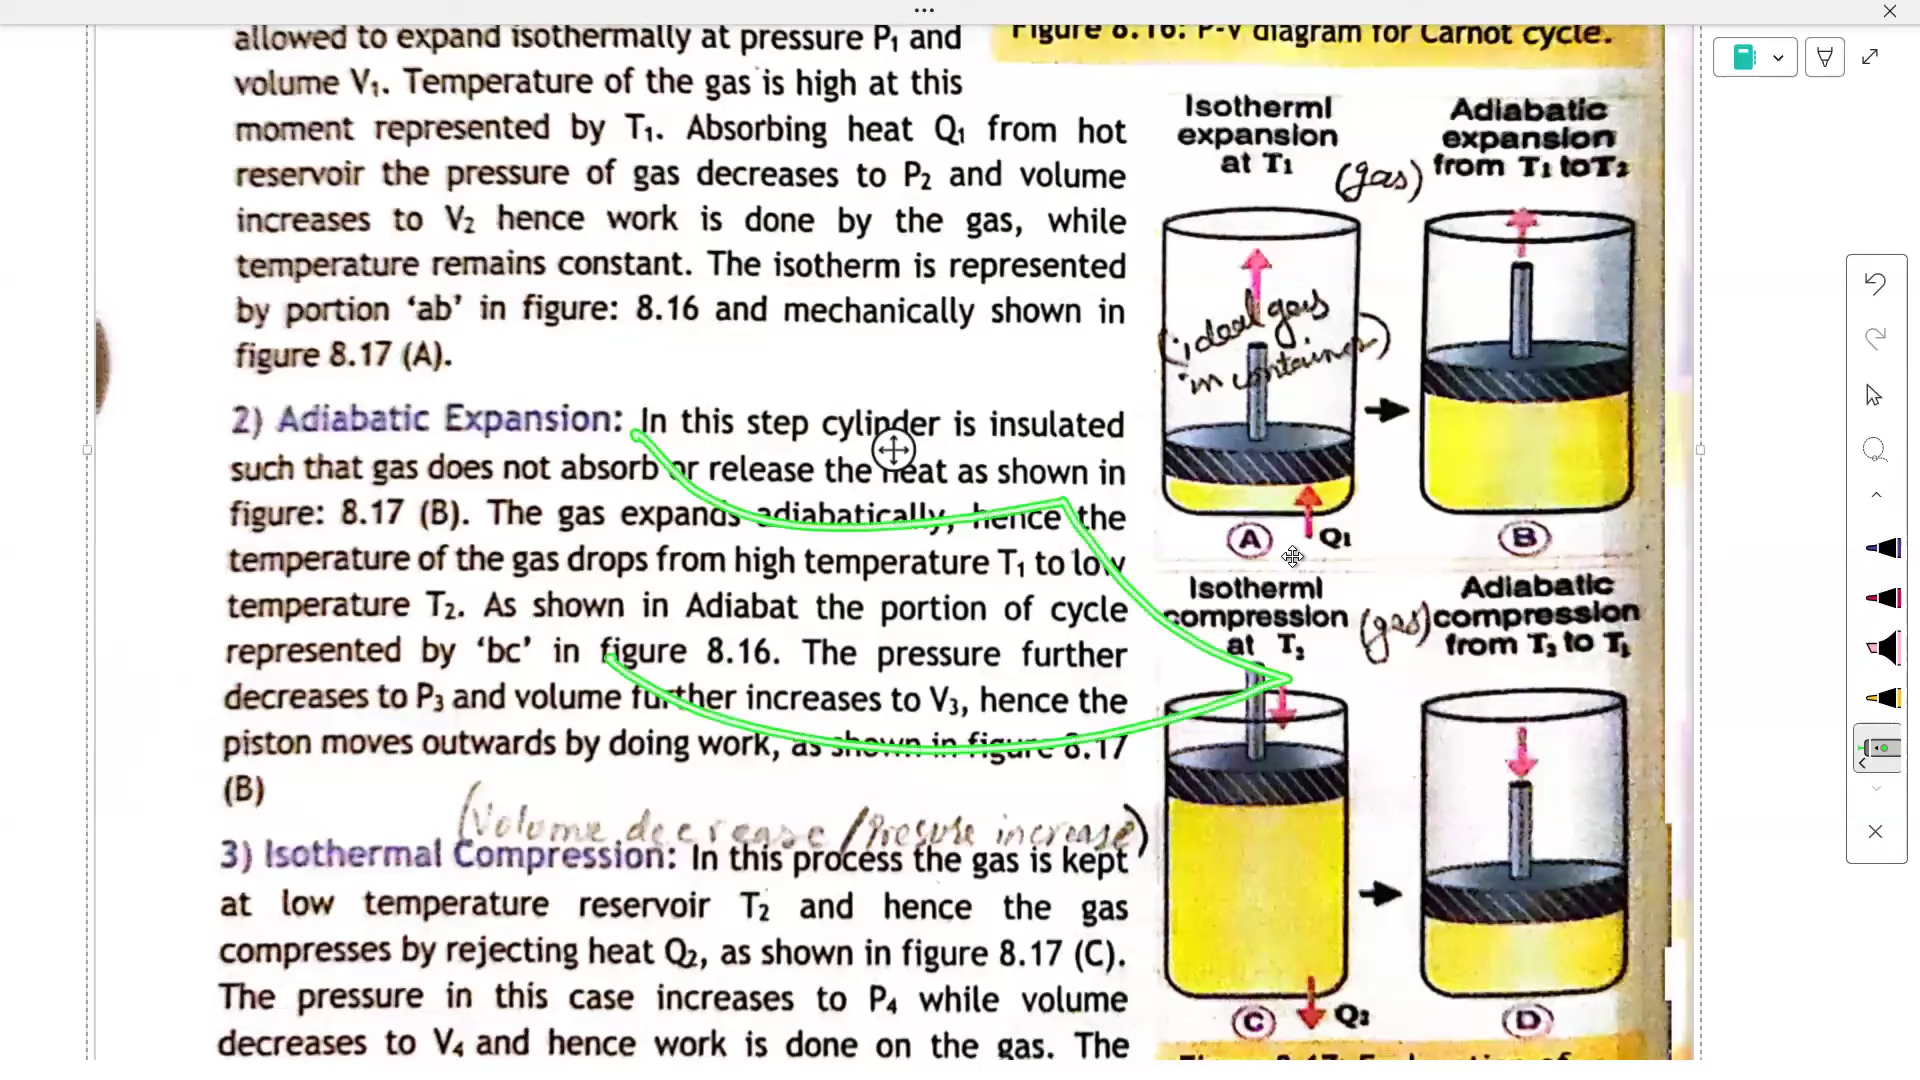 allowed to expand isothermally at pressure P₁ and
volume V₁. Temperature of the gas is high at this
moment represented by T₁. Absorbing heat Q₁ from hot
reservoir the pressure of gas decreases to P₂ and volume
increases to V₂ hence work is done by the gas, while
temperature remains constant. The isotherm is represented
by portion ‘ab’ in figure: 8.16 and mechanically shown in
figure 8.17 (A).
2) Adiabatic Expansion: In this step cylinder is insulated
such that gas does not absorb or release the heat as shown in
figure: 8.17 (B). The gas expands adiabatically, hence the
temperature of the gas drops from high temperature T₁ to low
temperature T₂. As shown in Adiabat the portion of cycle
represented by ‘bc’ in figure 8.16. The pressure further
decreases to P₃ and volume further increases to V₃, hence the
piston moves outwards by doing work, as shown in figure 8.17
(B)
(Volume decrease / Presure increase)
3) Isothermal Compression: In this process the gas is kept
at low temperature reservoir T₂ and hence the gas
compresses by rejecting heat Q₂, as shown in figure 8.17 (C).
The pressure in this case increases to P₄ while volume
decreases to V₄ and hence work is done on the gas. The
Figure 8.16: P-V diagram for Carnot cycle.
Isotherml
expansion
at T₁
(gas)
Adiabatic
expansion
from T₁ to T₂
(ideal gas
in container)
A
Q₁
B
Isotherml
compression
at
(gas)
Adiabatic
compression
C
Q₂
D